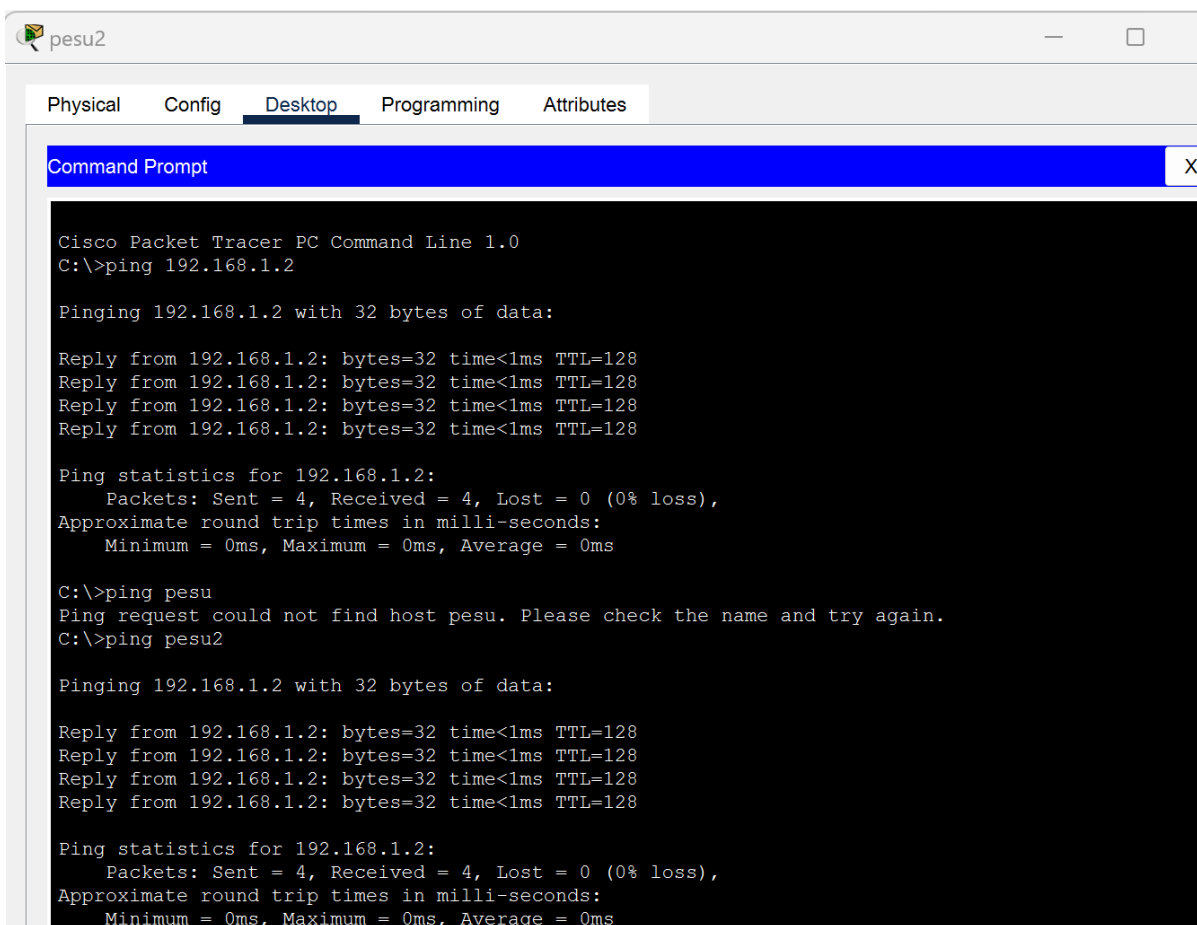 pesu2
Physical Config Desktop Programming Attributes
Command Prompt
X
Cisco Packet Tracer PC Command Line 1.0
C:\>ping 192.168.1.2
Pinging 192.168.1.2 with 32 bytes of data:
Reply from 192.168.1.2: bytes=32 time<1ms TTL=128
Reply from 192.168.1.2: bytes=32 time<1ms TTL=128
Reply from 192.168.1.2: bytes=32 time<1ms TTL=128
Reply from 192.168.1.2: bytes=32 time<1ms TTL=128
Ping statistics for 192.168.1.2:
Packets: Sent = 4, Received = 4, Lost = 0 (0% loss),
Approximate round trip times in milli-seconds:
Minimum = 0ms, Maximum = 0ms, Average = 0ms
C:\>ping pesu
Ping request could not find host pesu. Please check the name and try again.
C:\>ping pesu2
Pinging 192.168.1.2 with 32 bytes of data:
Reply from 192.168.1.2: bytes=32 time<1ms TTL=128
Reply from 192.168.1.2: bytes=32 time<1ms TTL=128
Reply from 192.168.1.2: bytes=32 time<1ms TTL=128
Reply from 192.168.1.2: bytes=32 time<1ms TTL=128
Ping statistics for 192.168.1.2:
Packets: Sent = 4, Received = 4, Lost = 0 (0% loss),
Approximate round trip times in milli-seconds:
Minimum = 0ms, Maximum = 0ms, Average = 0ms